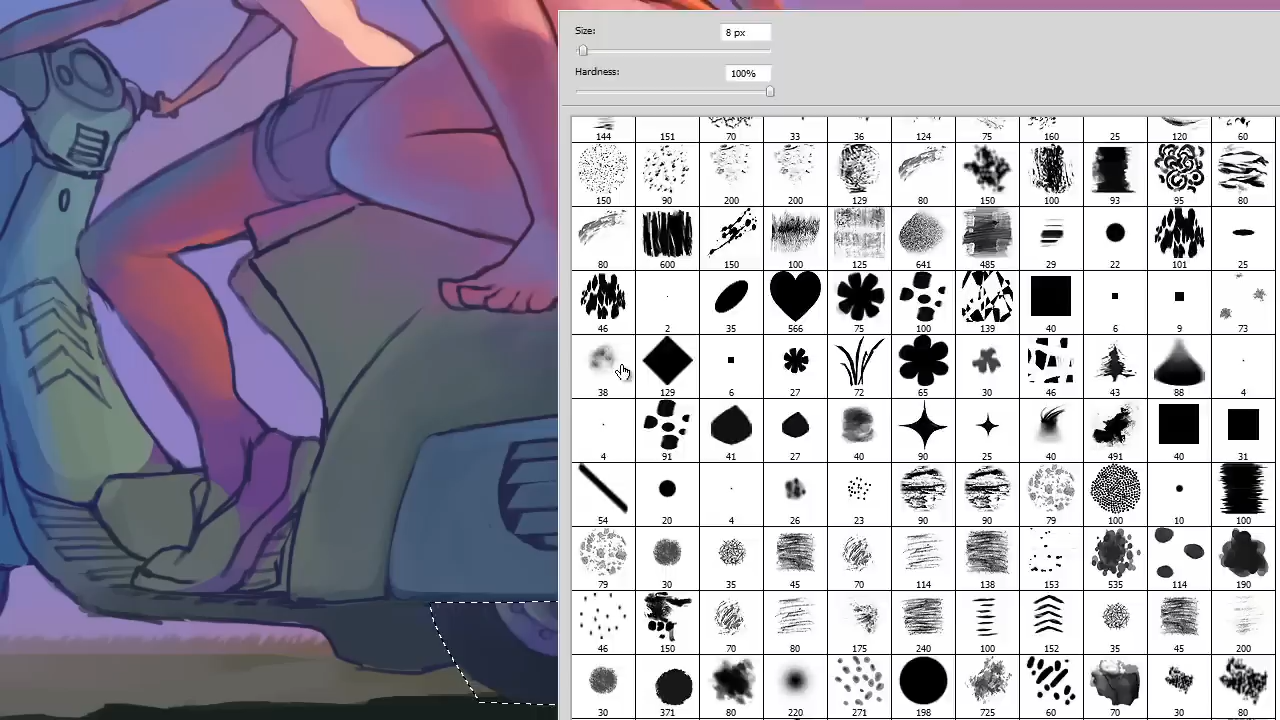 Size: 8 px
Hardness: 100%
144 151 70 33 36 124 75 160 25 120 60
150 90 200 200 129 80 150 100 93 95 80
80 600 150 100 125 641 485 29 22 101 25
46 2 35 566 75 100 139 40 6 9 73
38 129 6 27 72 65 30 46 43 88 4
4 91 41 27 40 90 25 40 491 40 31
54 20 4 26 23 90 90 79 100 10 100
79 30 35 45 70 114 138 153 535 114 190
46 150 70 80 175 240 100 152 35 45 200
30 371 80 220 271 198 725 60 70 30 80